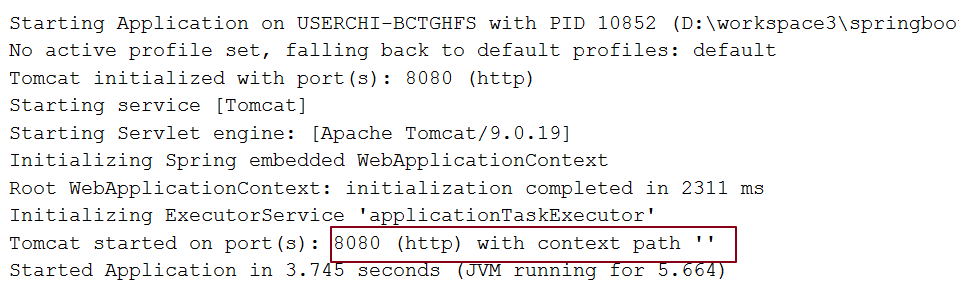 Starting Application on USERCHI-BCTGHFS with PID 10852 (D:\workspace3\springboo
No active profile set, falling back to default profiles: default
Tomcat initialized with port(s): 8080 (http)
Starting service [Tomcat]
Starting Servlet engine: [Apache Tomcat/9.0.19]
Initializing Spring embedded WebApplicationContext
Root WebApplicationContext: initialization completed in 2311 ms
Initializing ExecutorService 'applicationTaskExecutor'
Tomcat started on port(s): 8080 (http) with context path ''
Started Application in 3.745 seconds (JVM running for 5.664)